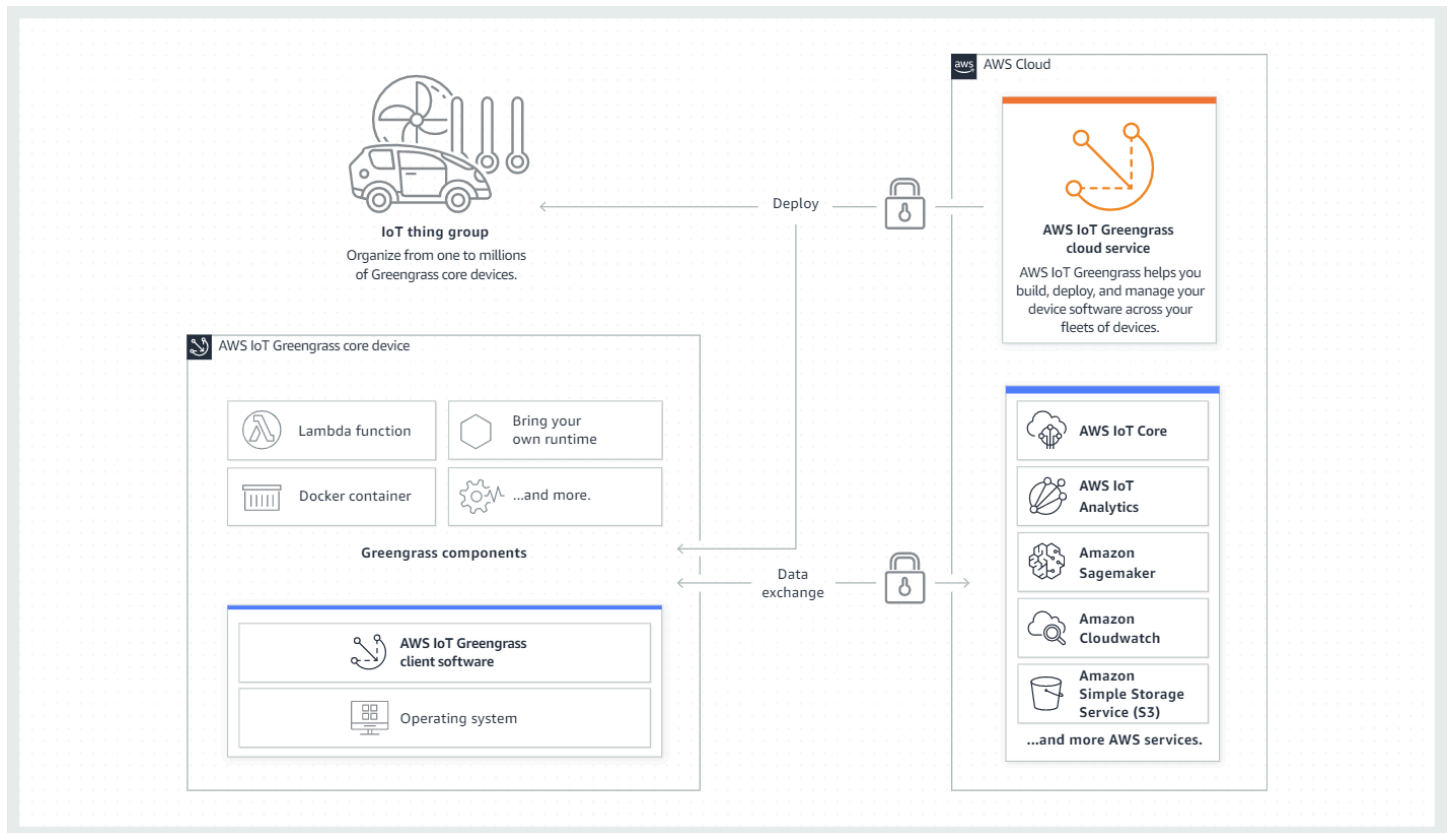 aws
AWS Cloud
IoT thing group
Organize from one to millions
of Greengrass core devices.
Deploy
AWS IoT Greengrass
cloud service
AWS IoT Greengrass helps you
build, deploy, and manage your
device software across your
fleets of devices.
AWS IoT Greengrass core device
Lambda function
Bring your
own runtime
Docker container
...and more.
Greengrass components
AWS IoT Greengrass
client software
Operating system
Data
exchange
AWS IoT Core
AWS IoT
Analytics
Amazon
Sagemaker
Amazon
Cloudwatch
Amazon
Simple Storage
Service (S3)
...and more AWS services.